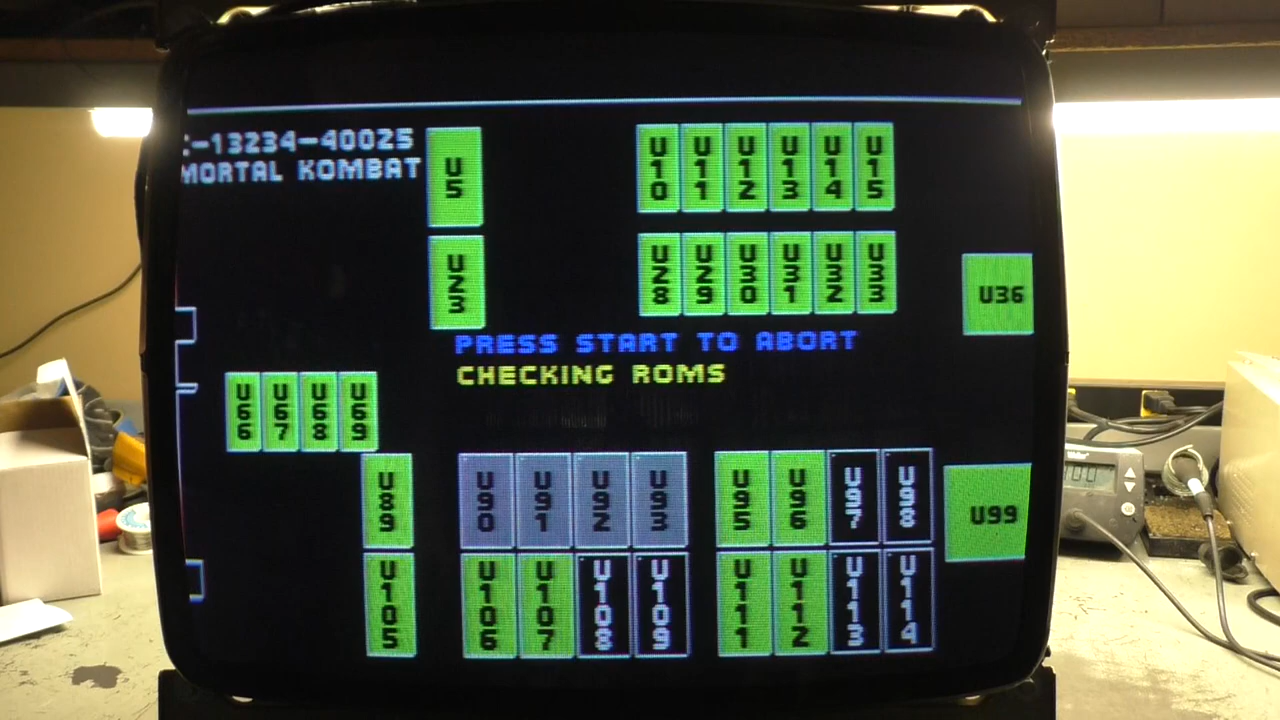 :-13234-40025
MORTAL KOMBAT
U5
U10 U11 U12 U13 U14 U15
U23
U28 U29 U30 U31 U32 U33
U36
PRESS START TO ABORT
CHECKING ROMS
U66 U67 U68 U69
U89
U90 U91 U92 U93
U95 U96 U97 U98
U99
U105
U106 U107 U108 U109
U111 U112 U113 U114